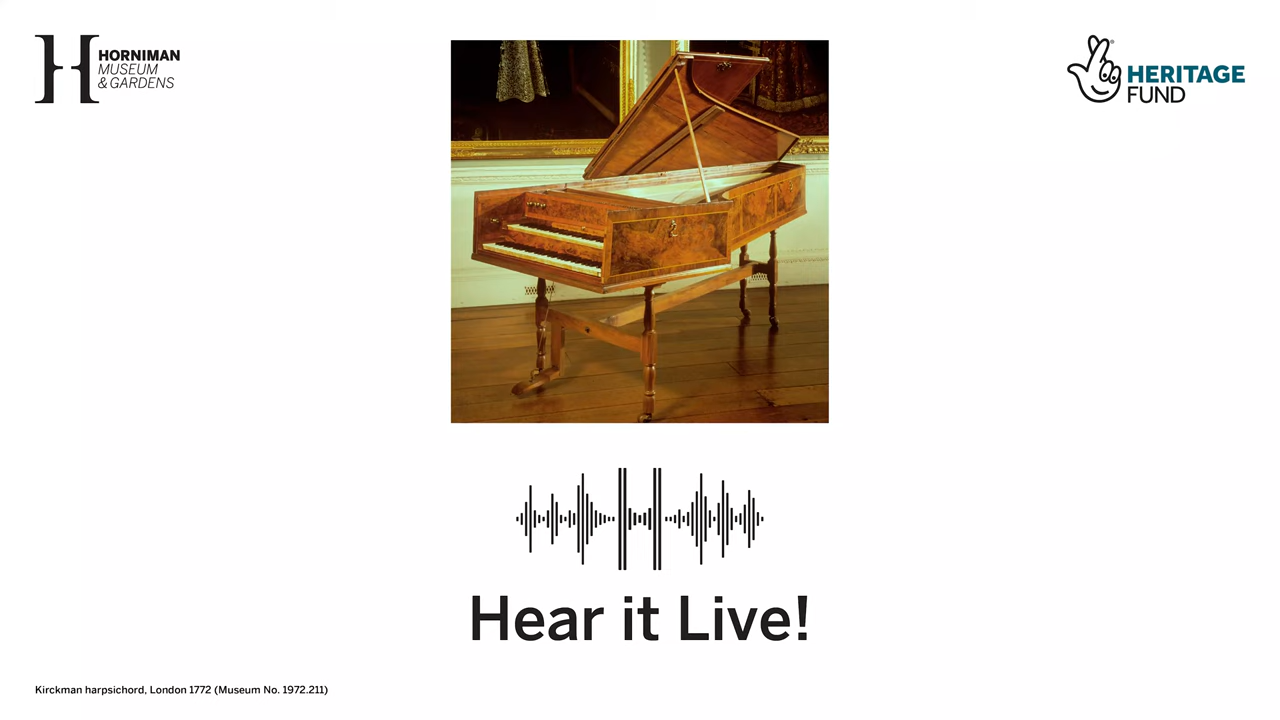 HORNIMAN
MUSEUM
& GARDENS
HERITAGE
FUND
Hear it Live!
Kirckman harpsichord, London 1772 (Museum No. 1972.211)